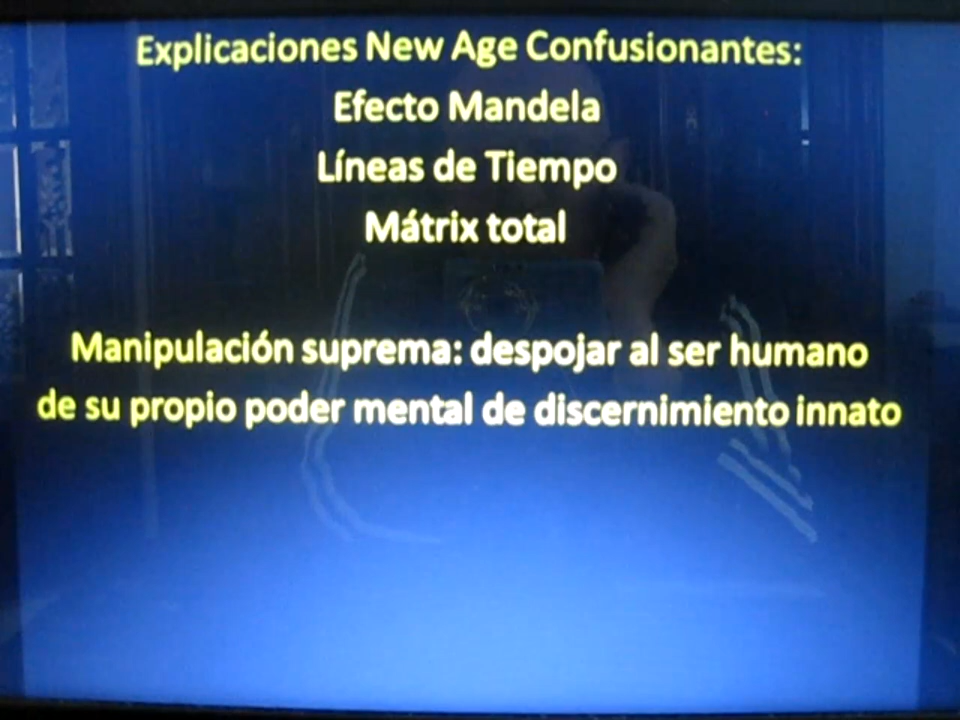 Explicaciones New Age Confusionantes:
Efecto Mandela
Líneas de Tiempo
Mátrix total
Manipulación suprema: despojar al ser humano
de su propio poder mental de discernimiento innato